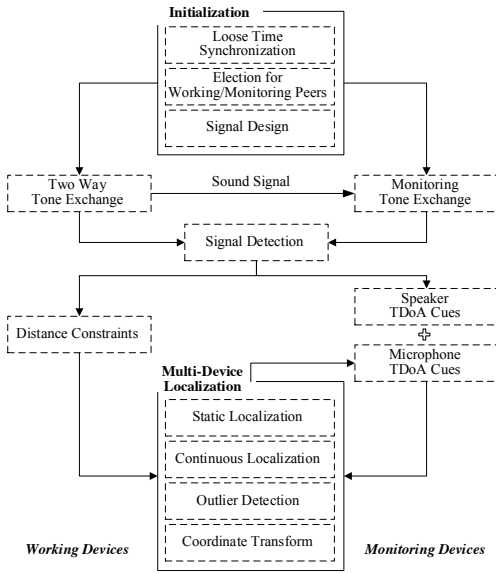 Initialization
Loose Time
Synchronization
Election for
Working/Monitoring Peers
Signal Design
Two Way
Tone Exchange
Sound Signal
Monitoring
Tone Exchange
Signal Detection
Distance Constraints
Speaker
TDoA Cues
Microphone
TDoA Cues
Multi-Device
Localization
Static Localization
Continuous Localization
Outlier Detection
Coordinate Transform
Working Devices
Monitoring Devices